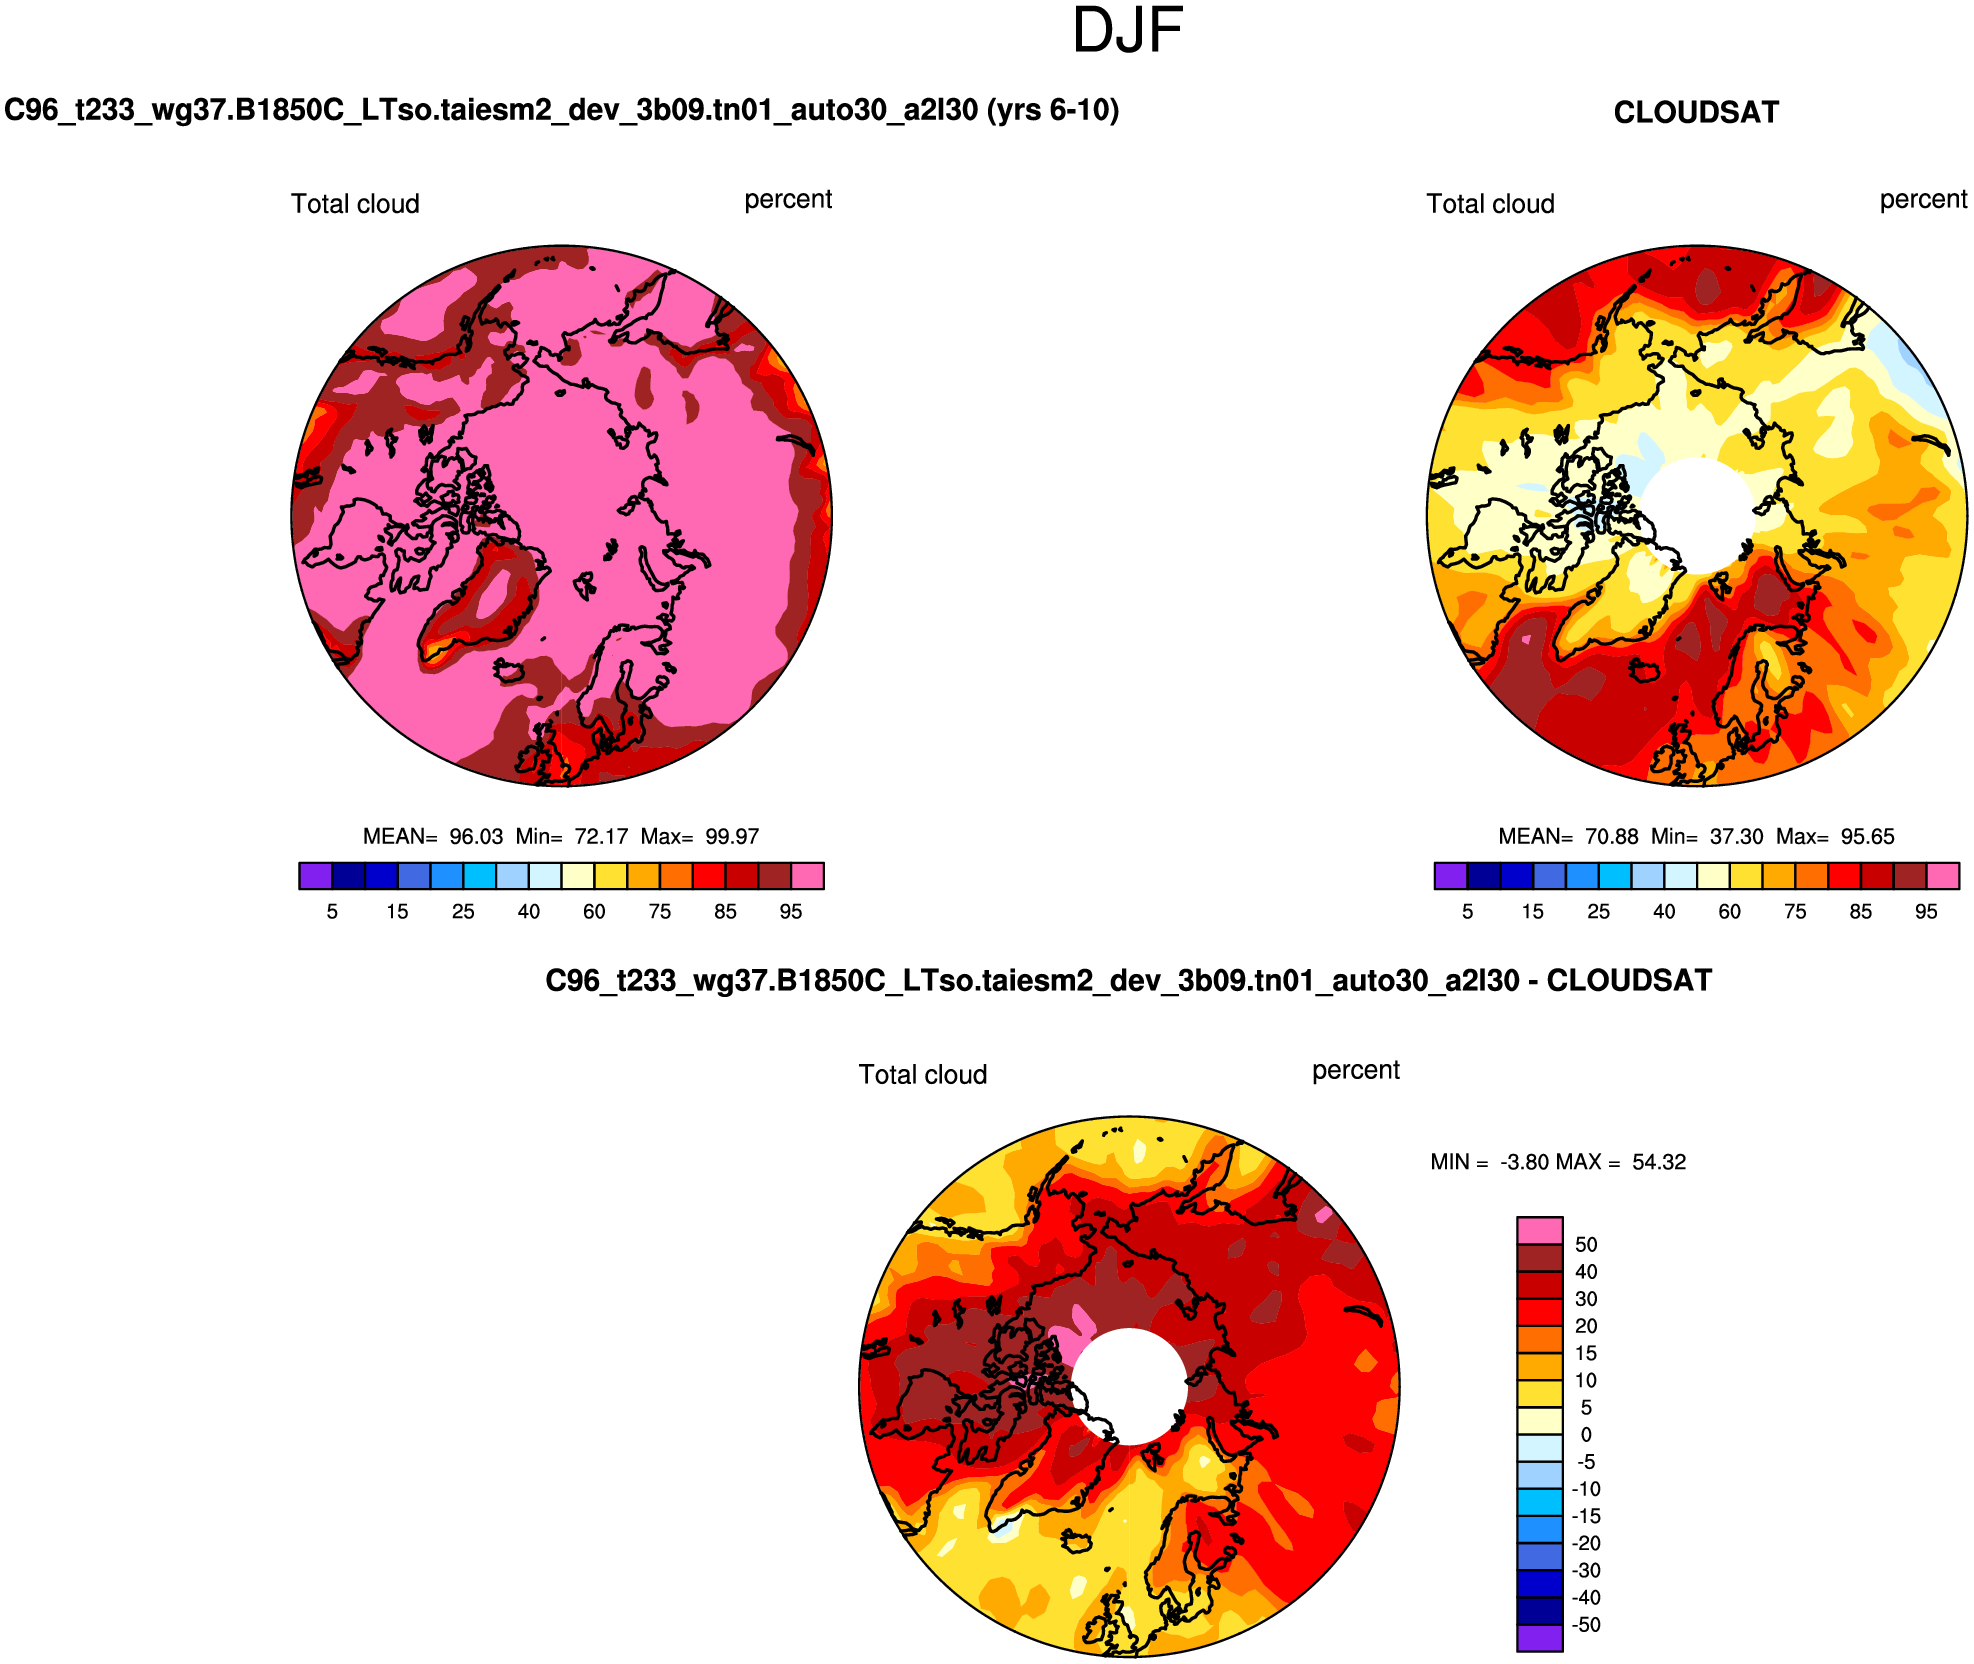 DJF
C96_t233_wg37.B1850C_LTso.taiesm2_dev_3b09.tn01_auto30_a2l30 (yrs 6-10)
CLOUDSAT
Total cloud percent
Total cloud percent
MEAN= 96.03 Min= 72.17 Max= 99.97
MEAN= 70.88 Min= 37.30 Max= 95.65
5 15 25 40 60 75 85 95
5 15 25 40 60 75 85 95
C96_t233_wg37.B1850C_LTso.taiesm2_dev_3b09.tn01_auto30_a2l30 - CLOUDSAT
Total cloud percent
MIN = -3.80 MAX = 54.32
50
40
30
20
15
10
5
0
-5
-10
-15
-20
-30
-40
-50